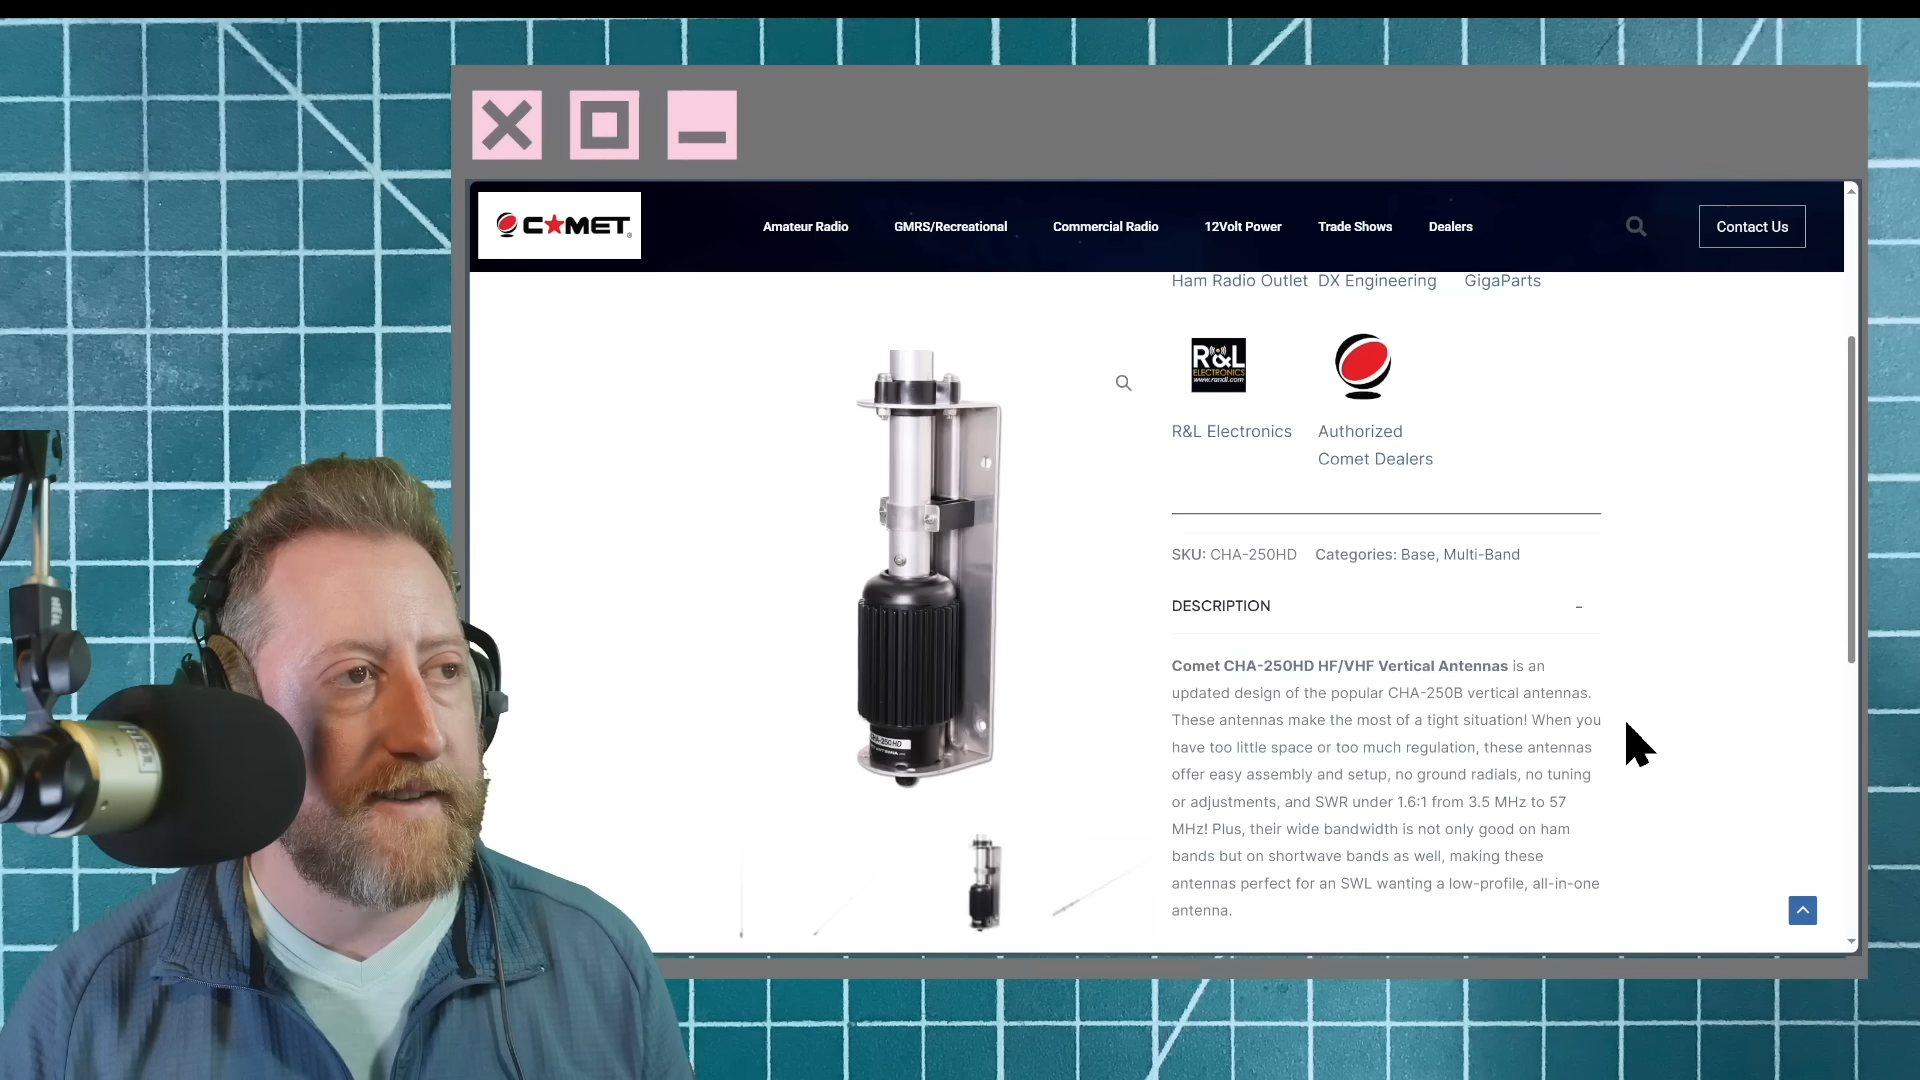 COMET
Amateur Radio
GMRS/Recreational
Commercial Radio
12Volt Power
Trade Shows
Dealers
Contact Us
Ham Radio Outlet
DX Engineering
GigaParts
R&L
ELECTRONICS
www.randl.com
R&L Electronics
Authorized
Comet Dealers
SKU: CHA-250HD
Categories: Base, Multi-Band
DESCRIPTION
-
Comet CHA-250HD HF/VHF Vertical Antennas is an
updated design of the popular CHA-250B vertical antennas.
These antennas make the most of a tight situation! When you
have too little space or too much regulation, these antennas
offer easy assembly and setup, no ground radials, no tuning
or adjustments, and SWR under 1.6:1 from 3.5 MHz to 57
MHz! Plus, their wide bandwidth is not only good on ham
bands but on shortwave bands as well, making these
antennas perfect for an SWL wanting a low-profile, all-in-one
antenna.
CHA-250HD